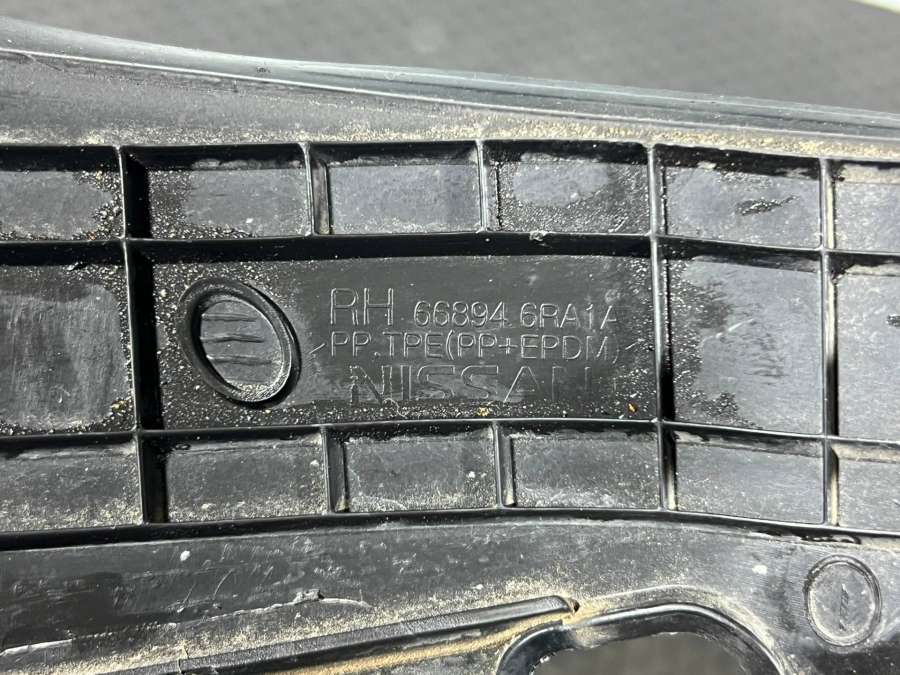 RH 66894 6RA1A
>PP.TPE(PP+EPDM)<
NISSAN